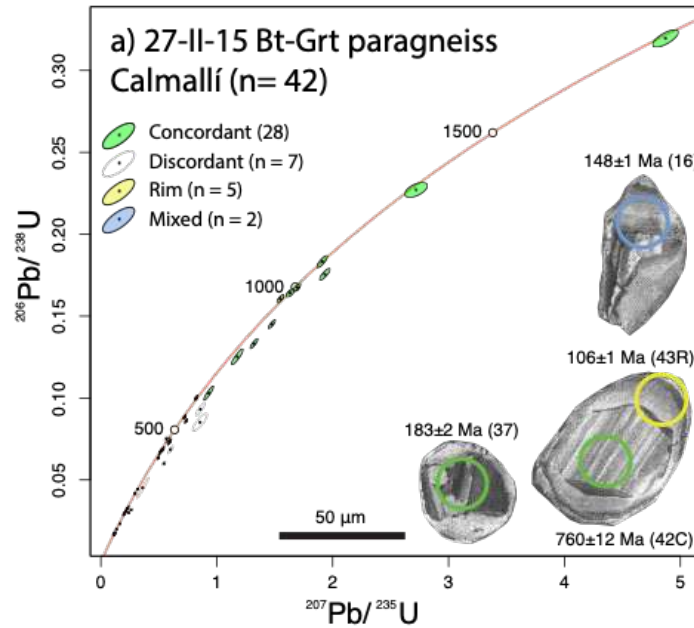 a) 27-II-15 Bt-Grt paragneiss
Calmallí (n= 42)
Concordant (28)
Discordant (n = 7)
Rim (n = 5)
Mixed (n = 2)
1500
1000
500
148±1 Ma (16)
106±1 Ma (43R)
183±2 Ma (37)
760±12 Ma (42C)
50 µm
0.30
0.25
0.20
0.15
0.10
0.05
²⁰⁶Pb/²³⁸U
0
1
2
3
4
5
²⁰⁷Pb/²³⁵U